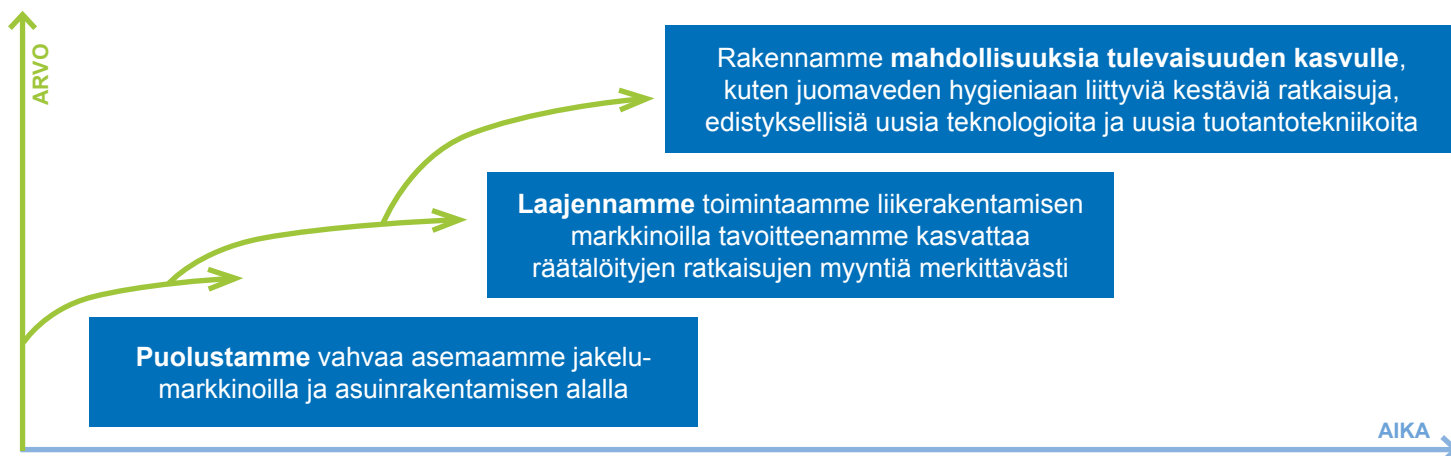 ARVO
Rakennamme mahdollisuuksia tulevaisuuden kasvulle,
kuten juomaveden hygieniaan liittyviä kestäviä ratkaisuja,
edistyksellisiä uusia teknologioita ja uusia tuotantotekniikoita
Laajennamme toimintaamme liikerakentamisen
markkinoilla tavoitteenamme kasvattaa
räätälöityjen ratkaisujen myyntiä merkittävästi
Puolustamme vahvaa asemaamme jakelu-
markkinoilla ja asuinrakentamisen alalla
AIKA